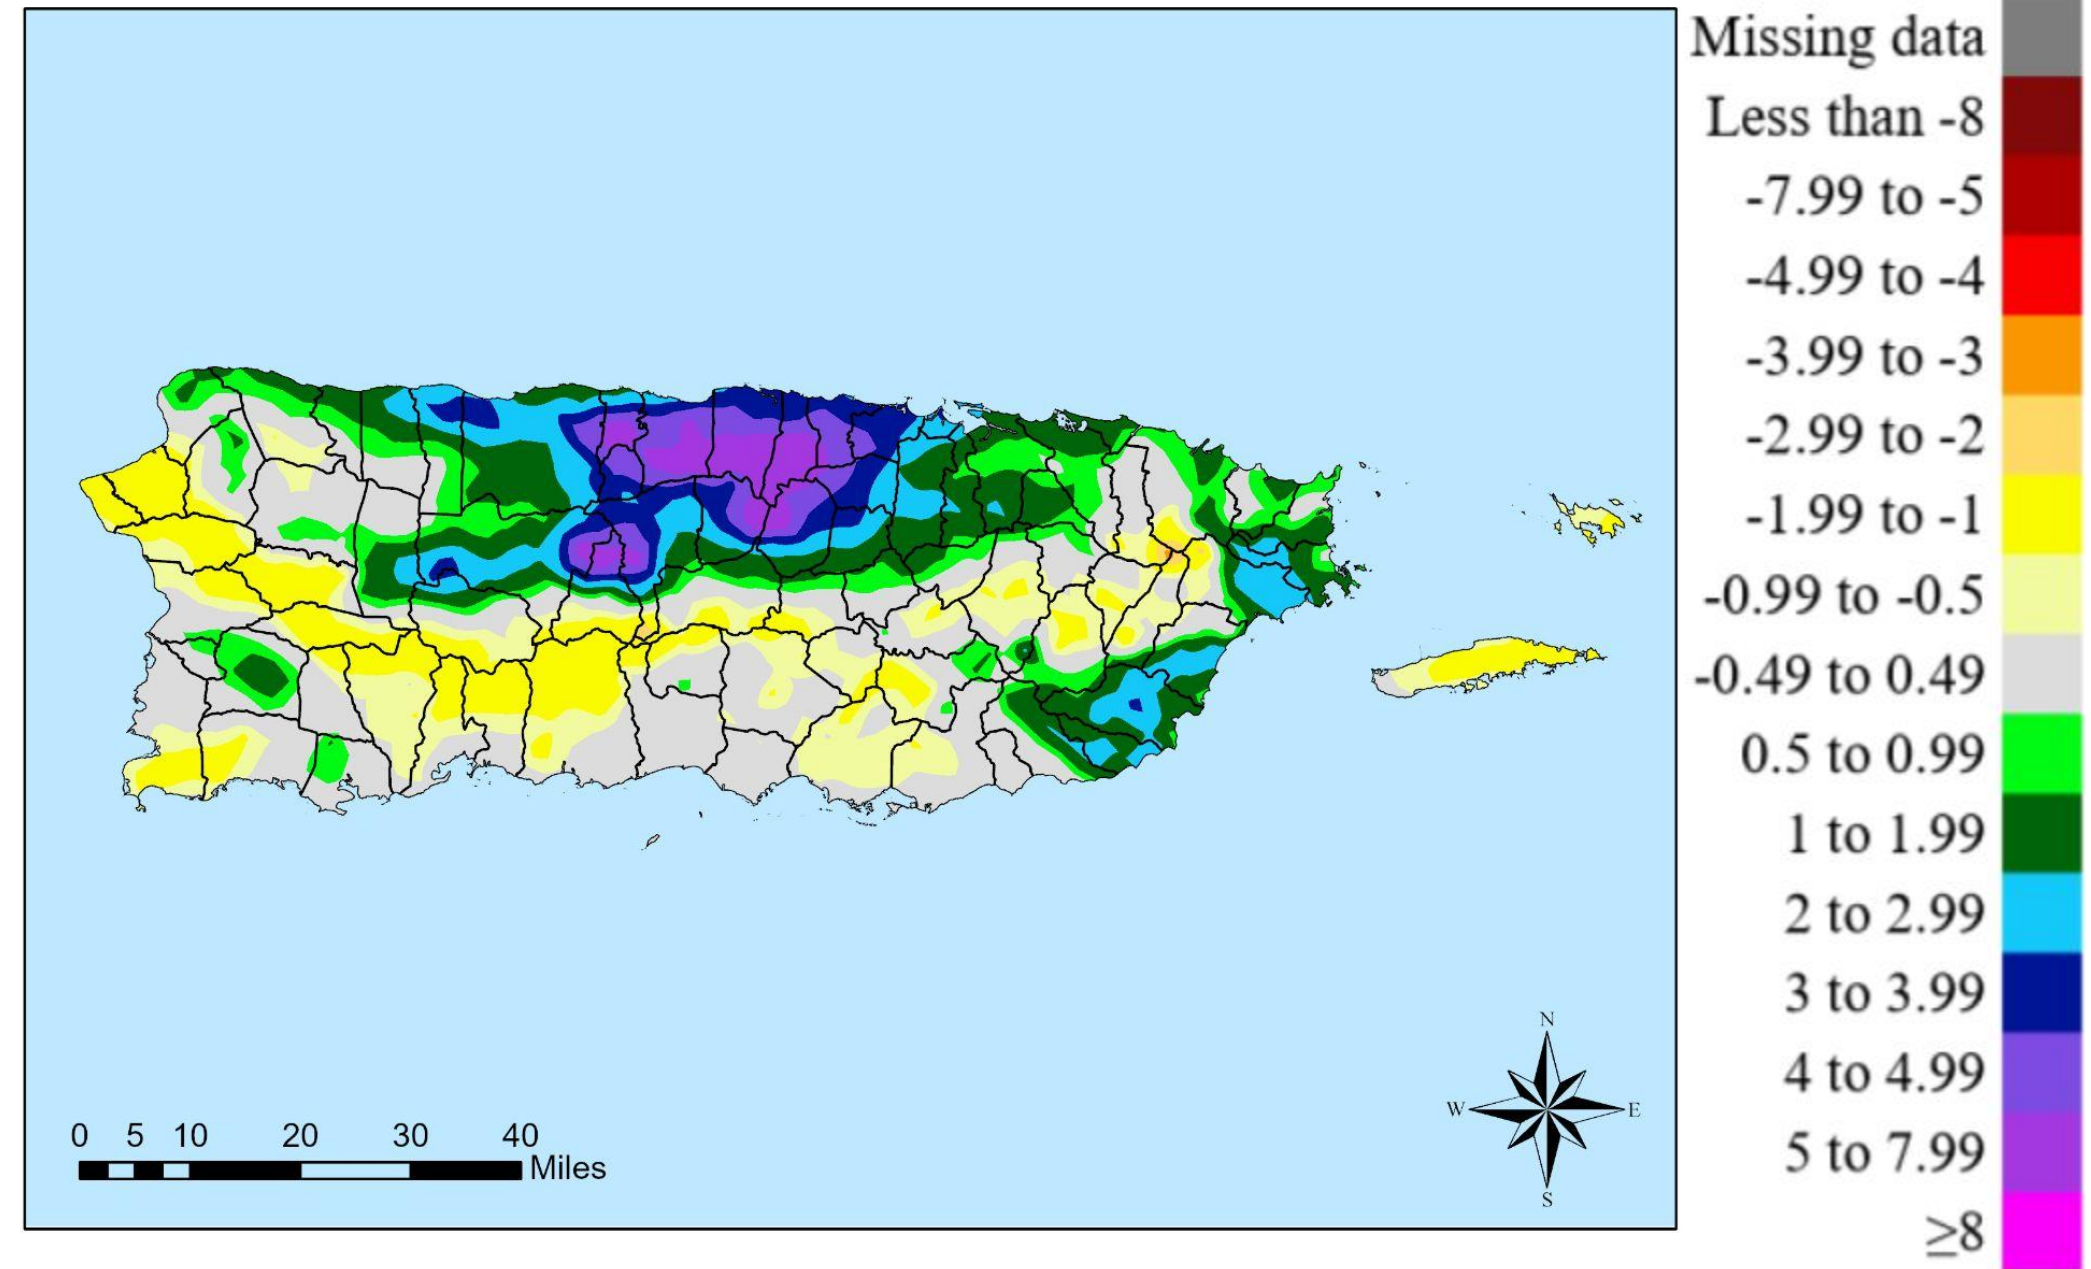 Missing data
Less than -8
-7.99 to -5
-4.99 to -4
-3.99 to -3
-2.99 to -2
-1.99 to -1
-0.99 to -0.5
-0.49 to 0.49
0.5 to 0.99
1 to 1.99
2 to 2.99
3 to 3.99
4 to 4.99
5 to 7.99
≥8
N
W E
S
0 5 10 20 30 40
Miles